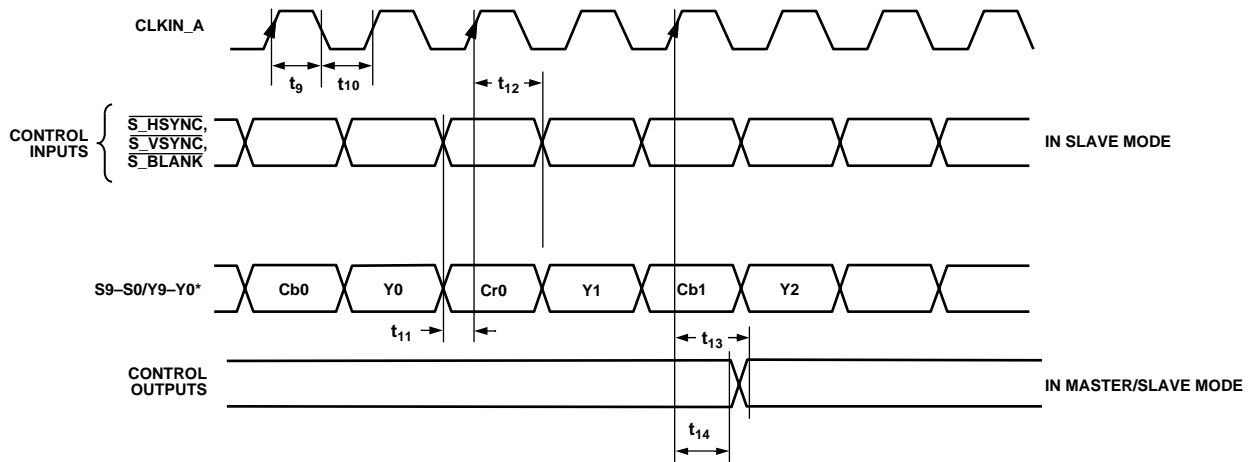 CLKIN_A
t9
t10
t12
CONTROL INPUTS
S_HSYNC,
S_VSYNC,
S_BLANK
IN SLAVE MODE
S9–S0/Y9–Y0*
Cb0
Y0
Cr0
Y1
Cb1
Y2
t11
t13
CONTROL OUTPUTS
IN MASTER/SLAVE MODE
t14